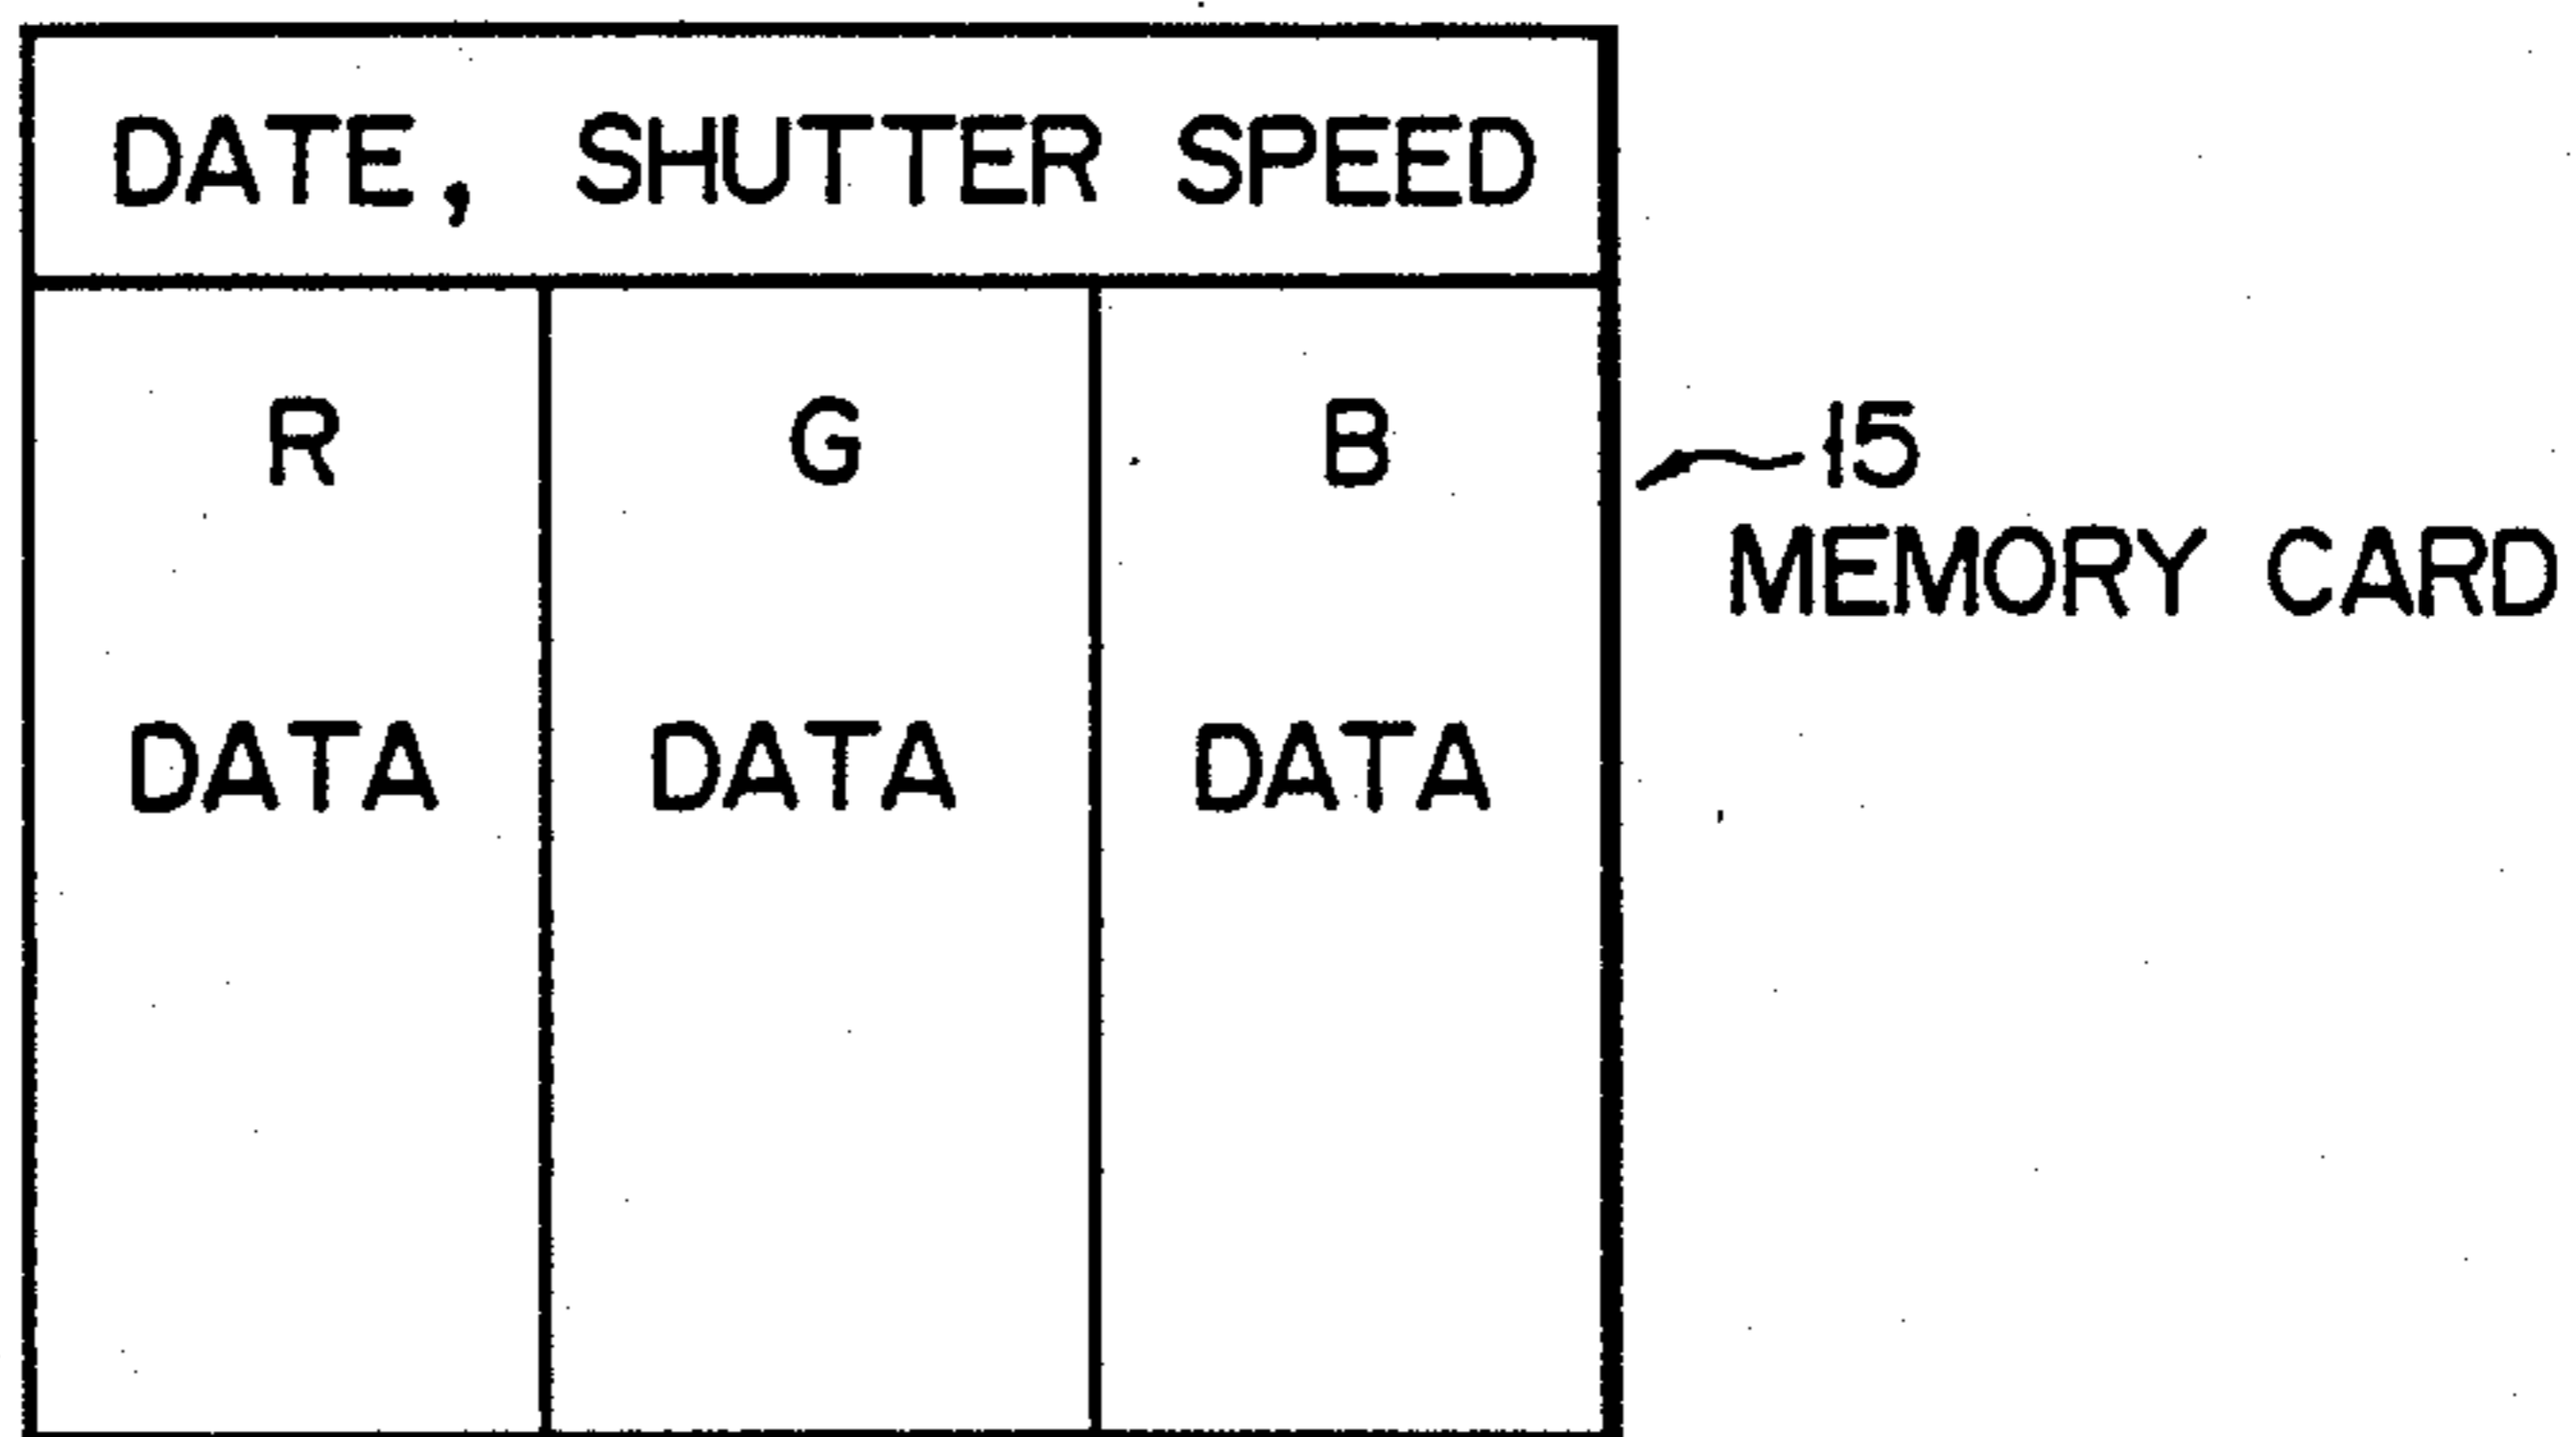 DATE, SHUTTER SPEED
R G B
15
MEMORY CARD
DATA DATA DATA